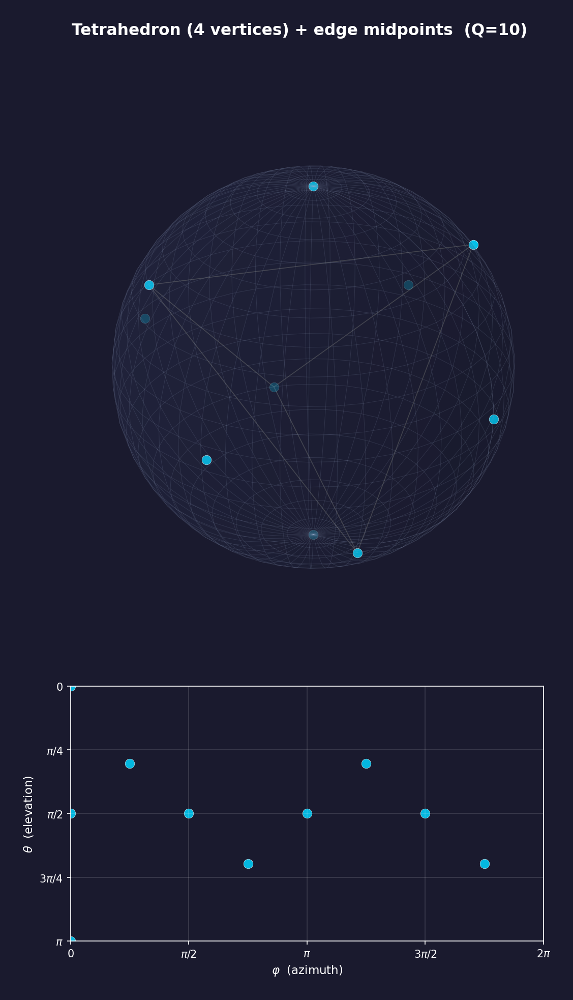 Tetrahedron (4 vertices) + edge midpoints  (Q=10)
0
π/4
π/2
3π/4
π
θ (elevation)
0
π/2
π
3π/2
2π
φ (azimuth)